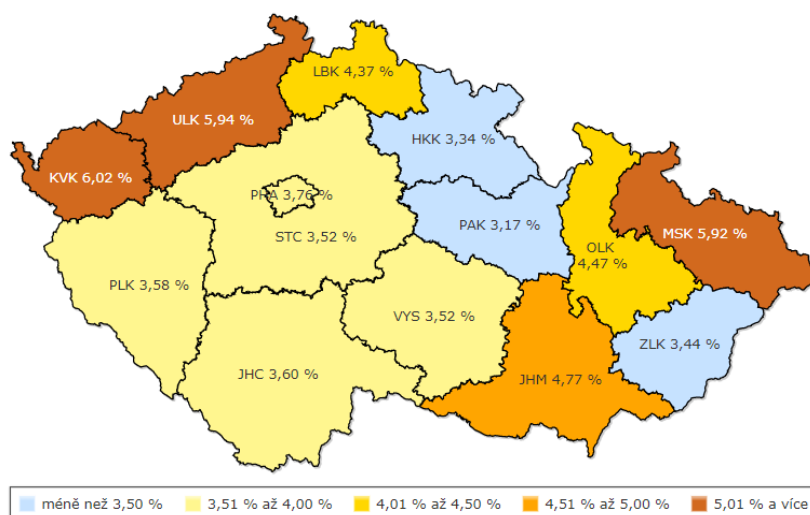 LBK 4,37 %
ULK 5,94 %
HKK 3,34 %
KVK 6,02 %
PHA 3,76 %
PAK 3,17 %
STC 3,52 %
MSK 5,92 %
OLK
4,47 %
PLK 3,58 %
VYS 3,52 %
ZLK 3,44 %
JHC 3,60 %
JHM 4,77 %
méně než 3,50 % 3,51 % až 4,00 % 4,01 % až 4,50 % 4,51 % až 5,00 % 5,01 % a více